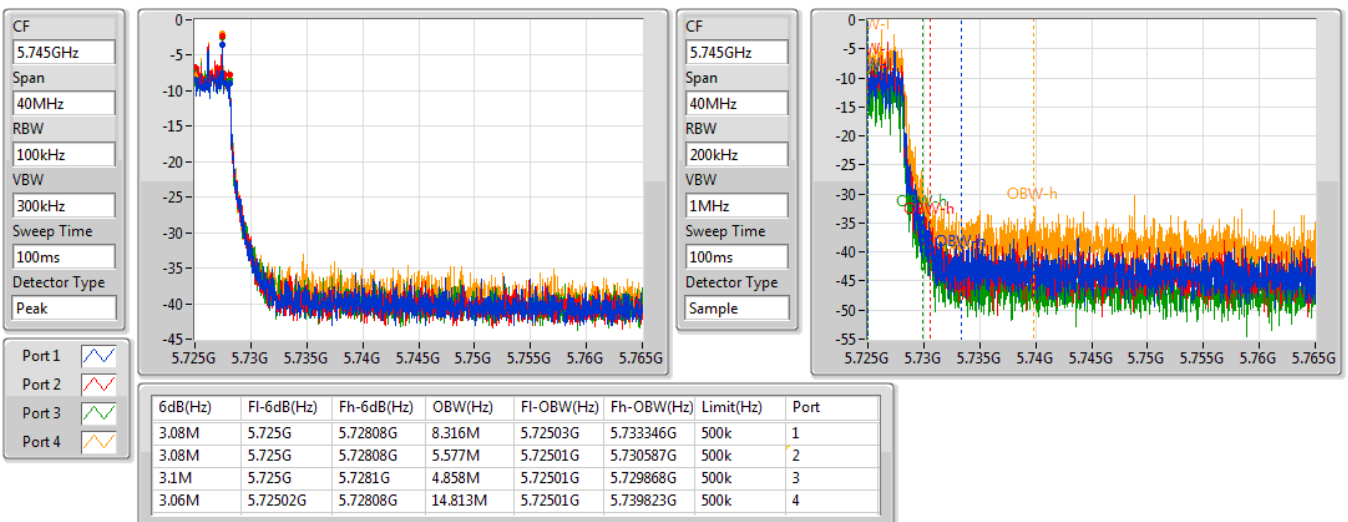 CF
5.745GHz
Span
40MHz
RBW
100kHz
VBW
300kHz
Sweep Time
100ms
Detector Type
Peak
0
-5
-10
-15
-20
-25
-30
-35
-40
-45
5.725G 5.73G 5.735G 5.74G 5.745G 5.75G 5.755G 5.76G 5.765G
CF
5.745GHz
Span
40MHz
RBW
200kHz
VBW
1MHz
Sweep Time
100ms
Detector Type
Sample
0
-5
-10
-15
-20
-25
-30
-35
-40
-45
-50
-55
OBW-h
OBW-h
5.725G 5.73G 5.735G 5.74G 5.745G 5.75G 5.755G 5.76G 5.765G
Port 1
Port 2
Port 3
Port 4
6dB(Hz) Fl-6dB(Hz) Fh-6dB(Hz) OBW(Hz) Fl-OBW(Hz) Fh-OBW(Hz) Limit(Hz) Port
3.08M 5.725G 5.72808G 8.316M 5.72503G 5.733346G 500k 1
3.08M 5.725G 5.72808G 5.577M 5.72501G 5.730587G 500k 2
3.1M 5.725G 5.7281G 4.858M 5.72501G 5.729868G 500k 3
3.06M 5.72502G 5.72808G 14.813M 5.72501G 5.739823G 500k 4